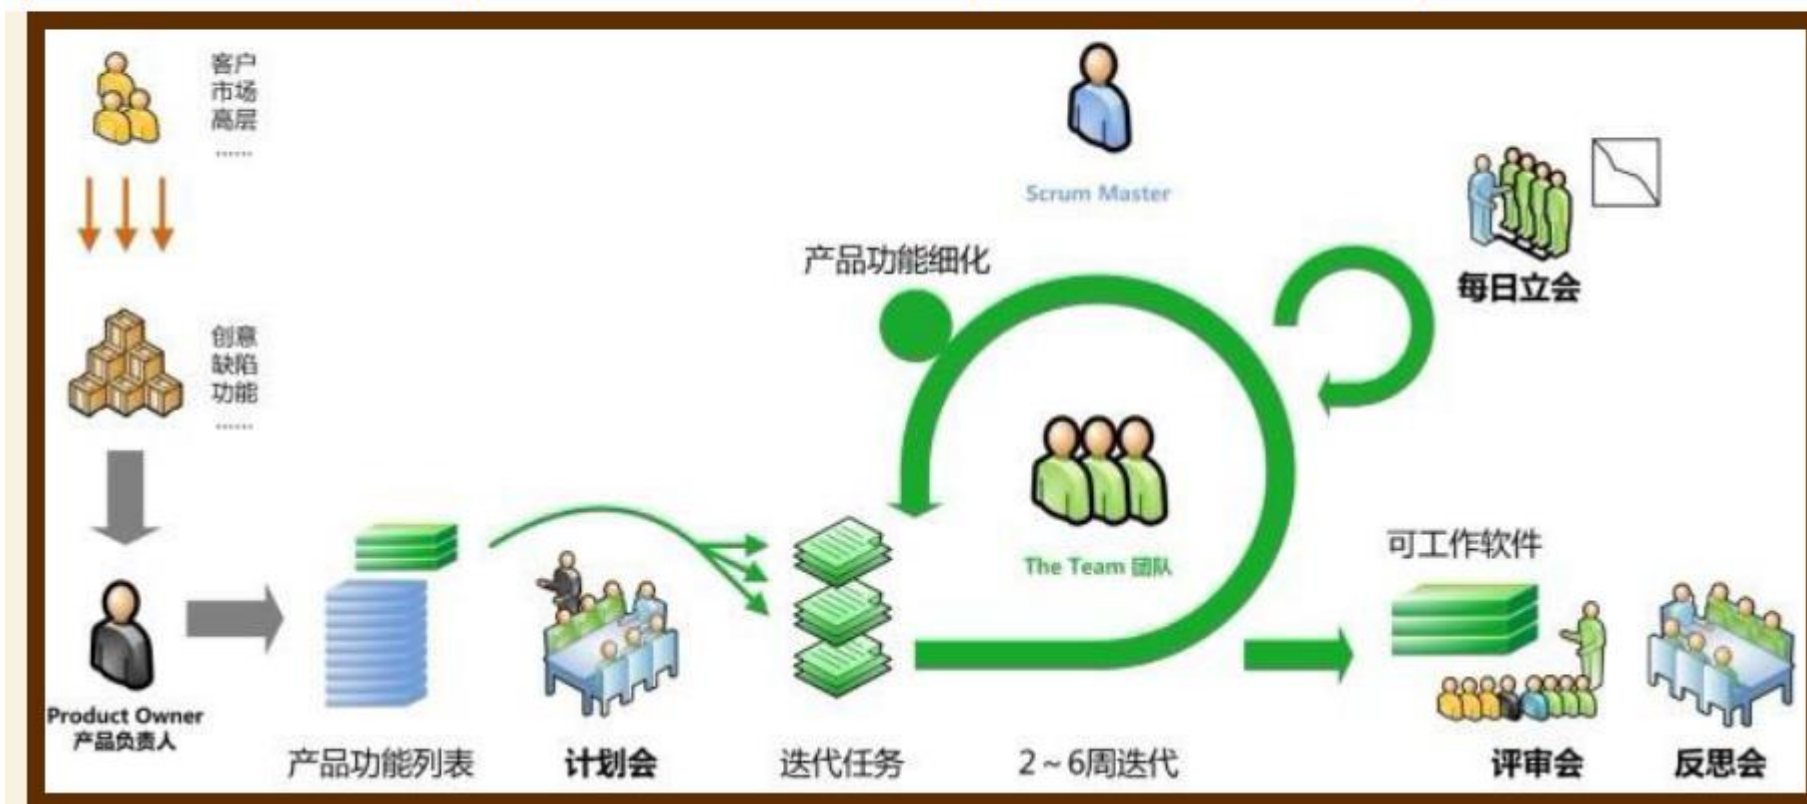 客户
市场
高层
……
Scrum Master
产品功能细化
每日立会
创意
缺陷
功能
……
The Team 团队
可工作软件
Product Owner
产品负责人
产品功能列表
计划会
迭代任务
2～6周迭代
评审会
反思会